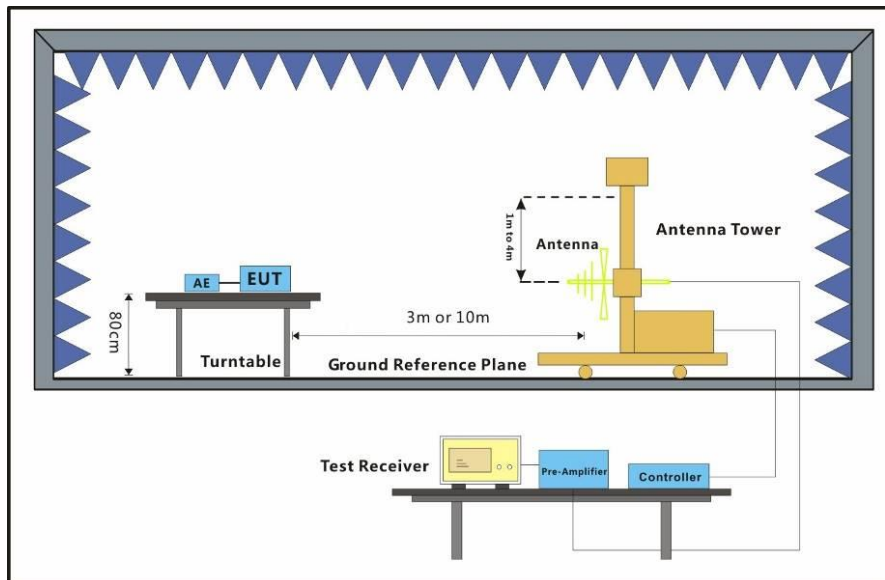 1m to 4m
Antenna
Antenna Tower
AE
EUT
80cm
3m or 10m
Turntable
Ground Reference Plane
Test Receiver
Pre-Amplifier
Controller